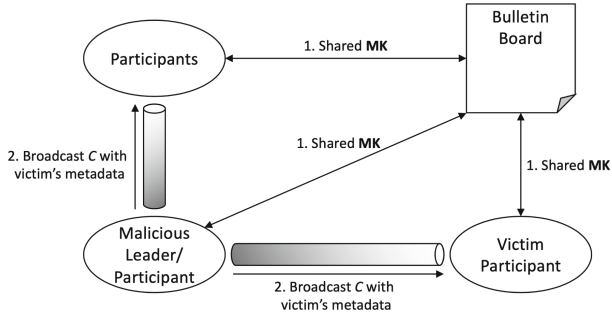 Bulletin
Board
Participants
1. Shared MK
1. Shared MK
1. Shared MK
2. Broadcast C with
victim's metadata
Malicious
Leader/
Participant
Victim
Participant
2. Broadcast C with
victim's metadata